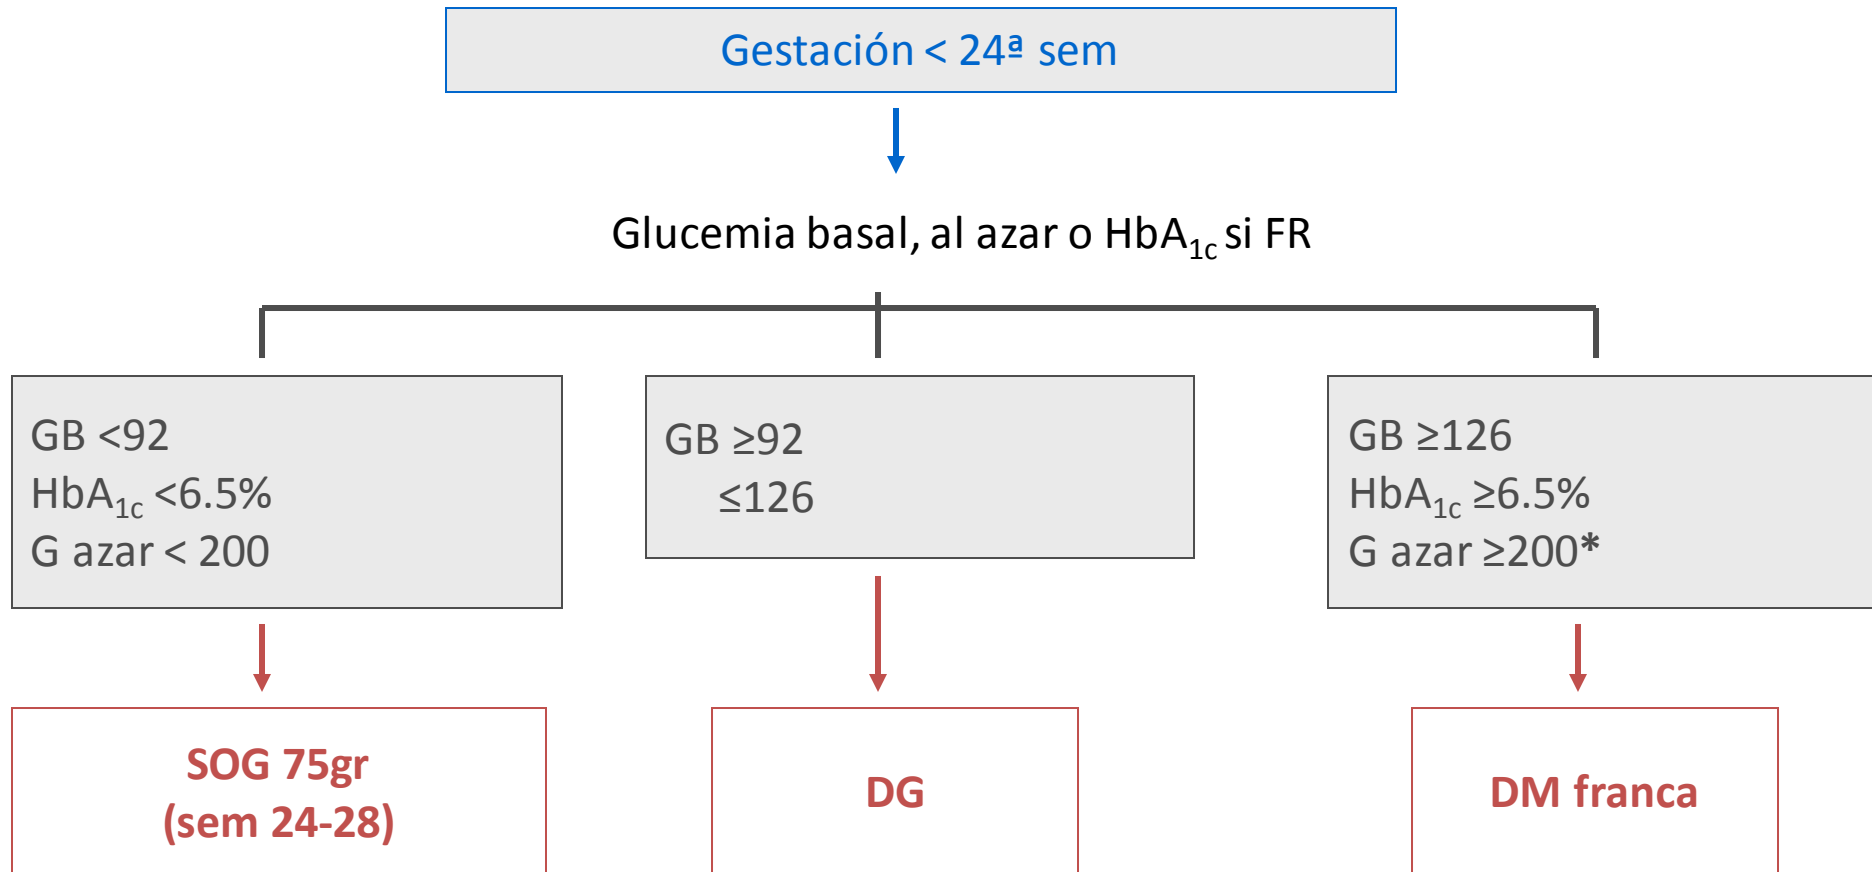 Gestación < 24ª sem
Glucemia basal, al azar o HbA1c si FR
GB <92
HbA1c <6.5%
G azar < 200
GB ≥92
≤126
GB ≥126
HbA1c ≥6.5%
G azar ≥200*
SOG 75gr
(sem 24-28)
DG
DM franca